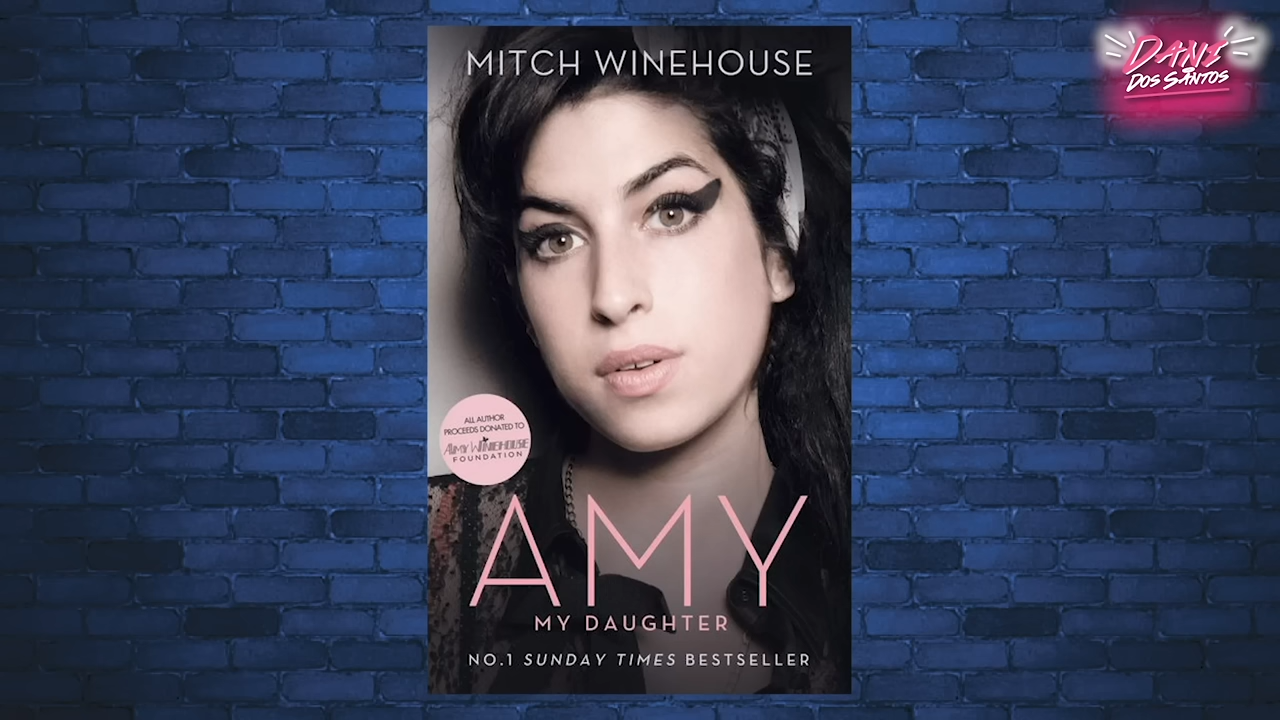 MITCH WINEHOUSE
DANI
DOS SANTOS
ALL AUTHOR
PROCEEDS DONATED TO
AMY WINEHOUSE
FOUNDATION
AMY
MY DAUGHTER
NO.1 SUNDAY TIMES BESTSELLER